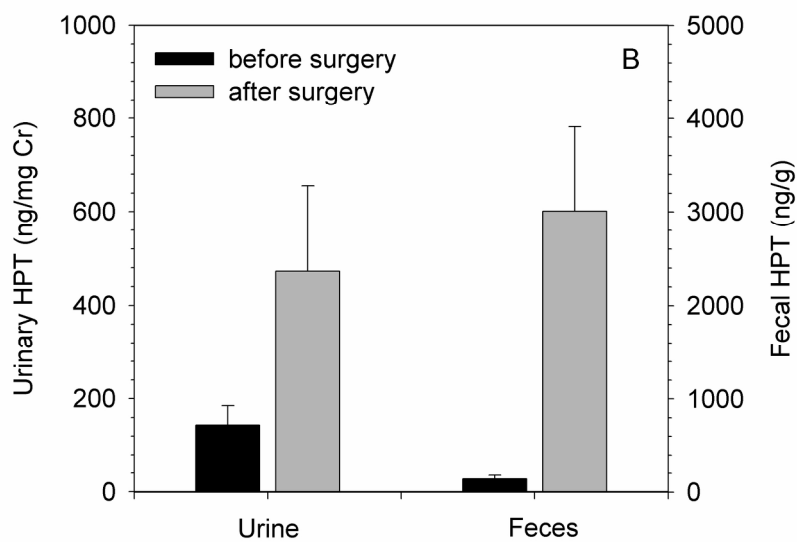 1000
800
600
400
200
0
Urinary HPT (ng/mg Cr)
before surgery
after surgery
B
5000
4000
3000
2000
1000
0
Fecal HPT (ng/g)
Urine Feces